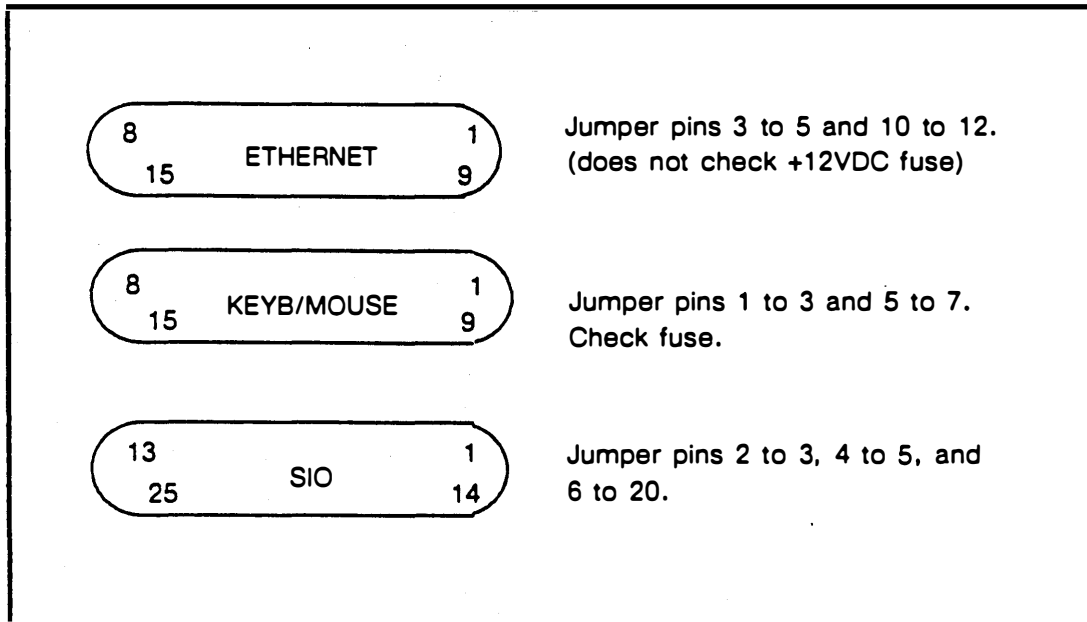 8 1
ETHERNET
15 9
Jumper pins 3 to 5 and 10 to 12.
(does not check +12VDC fuse)
8 1
KEYB/MOUSE
15 9
Jumper pins 1 to 3 and 5 to 7.
Check fuse.
13 1
SIO
25 14
Jumper pins 2 to 3, 4 to 5, and
6 to 20.